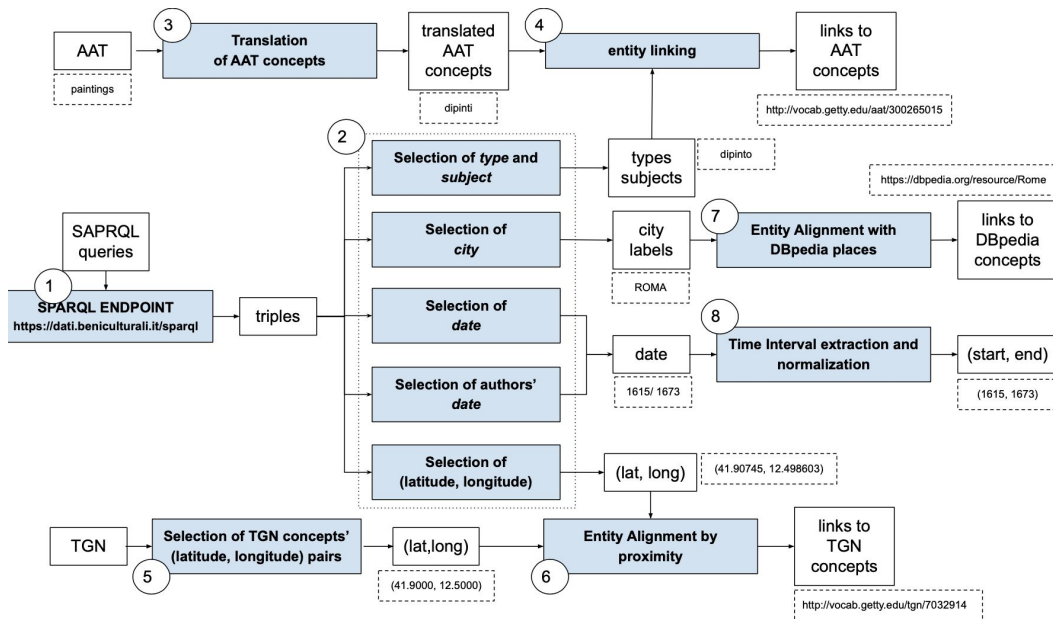 AAT
paintings
3
Translation
of AAT concepts
translated
AAT
concepts
dipinti
4
entity linking
links to
AAT
concepts
http://vocab.getty.edu/aat/300265015
2
Selection of type and
subject
types
subjects
dipinto
https://dbpedia.org/resource/Rome
SAPRQL
queries
Selection of
city
city
labels
ROMA
7
Entity Alignment with
DBpedia places
links to
DBpedia
concepts
1
SPARQL ENDPOINT
https://dati.beniculturali.it/sparql
triples
Selection of
date
Selection of authors'
date
date
1615/ 1673
8
Time Interval extraction and
normalization
(start, end)
(1615, 1673)
Selection of
(latitude, longitude)
(lat, long)
(41.90745, 12.498603)
TGN
5
Selection of TGN concepts'
(latitude, longitude) pairs
(lat,long)
(41.9000, 12.5000)
6
Entity Alignment by
proximity
links to
TGN
concepts
http://vocab.getty.edu/tgn/7032914